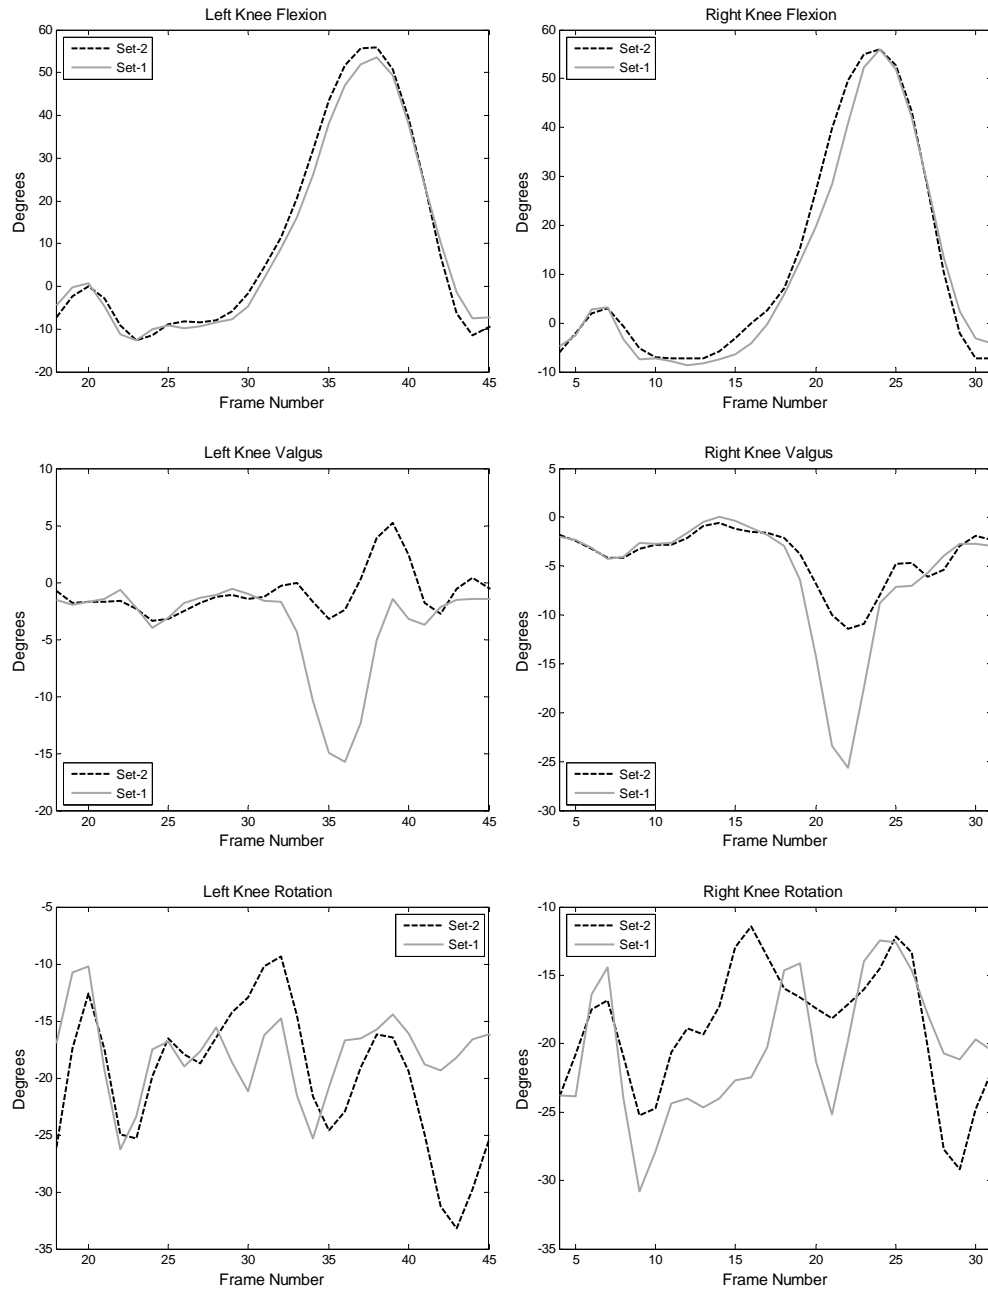 Left Knee Flexion
60
50
40
30
20
10
0
-10
-20
Degrees
Set-2
Set-1
20 25 30 35 40 45
Frame Number
Right Knee Flexion
60
50
40
30
20
10
0
-10
Degrees
Set-2
Set-1
5 10 15 20 25 30
Frame Number
Left Knee Valgus
10
5
0
-5
-10
-15
-20
Degrees
Set-2
Set-1
20 25 30 35 40 45
Frame Number
Right Knee Valgus
5
0
-5
-10
-15
-20
-25
-30
Degrees
Set-2
Set-1
5 10 15 20 25 30
Frame Number
Left Knee Rotation
-5
-10
-15
-20
-25
-30
-35
Degrees
Set-2
Set-1
20 25 30 35 40 45
Frame Number
Right Knee Rotation
-10
-15
-20
-25
-30
-35
Degrees
Set-2
Set-1
5 10 15 20 25 30
Frame Number